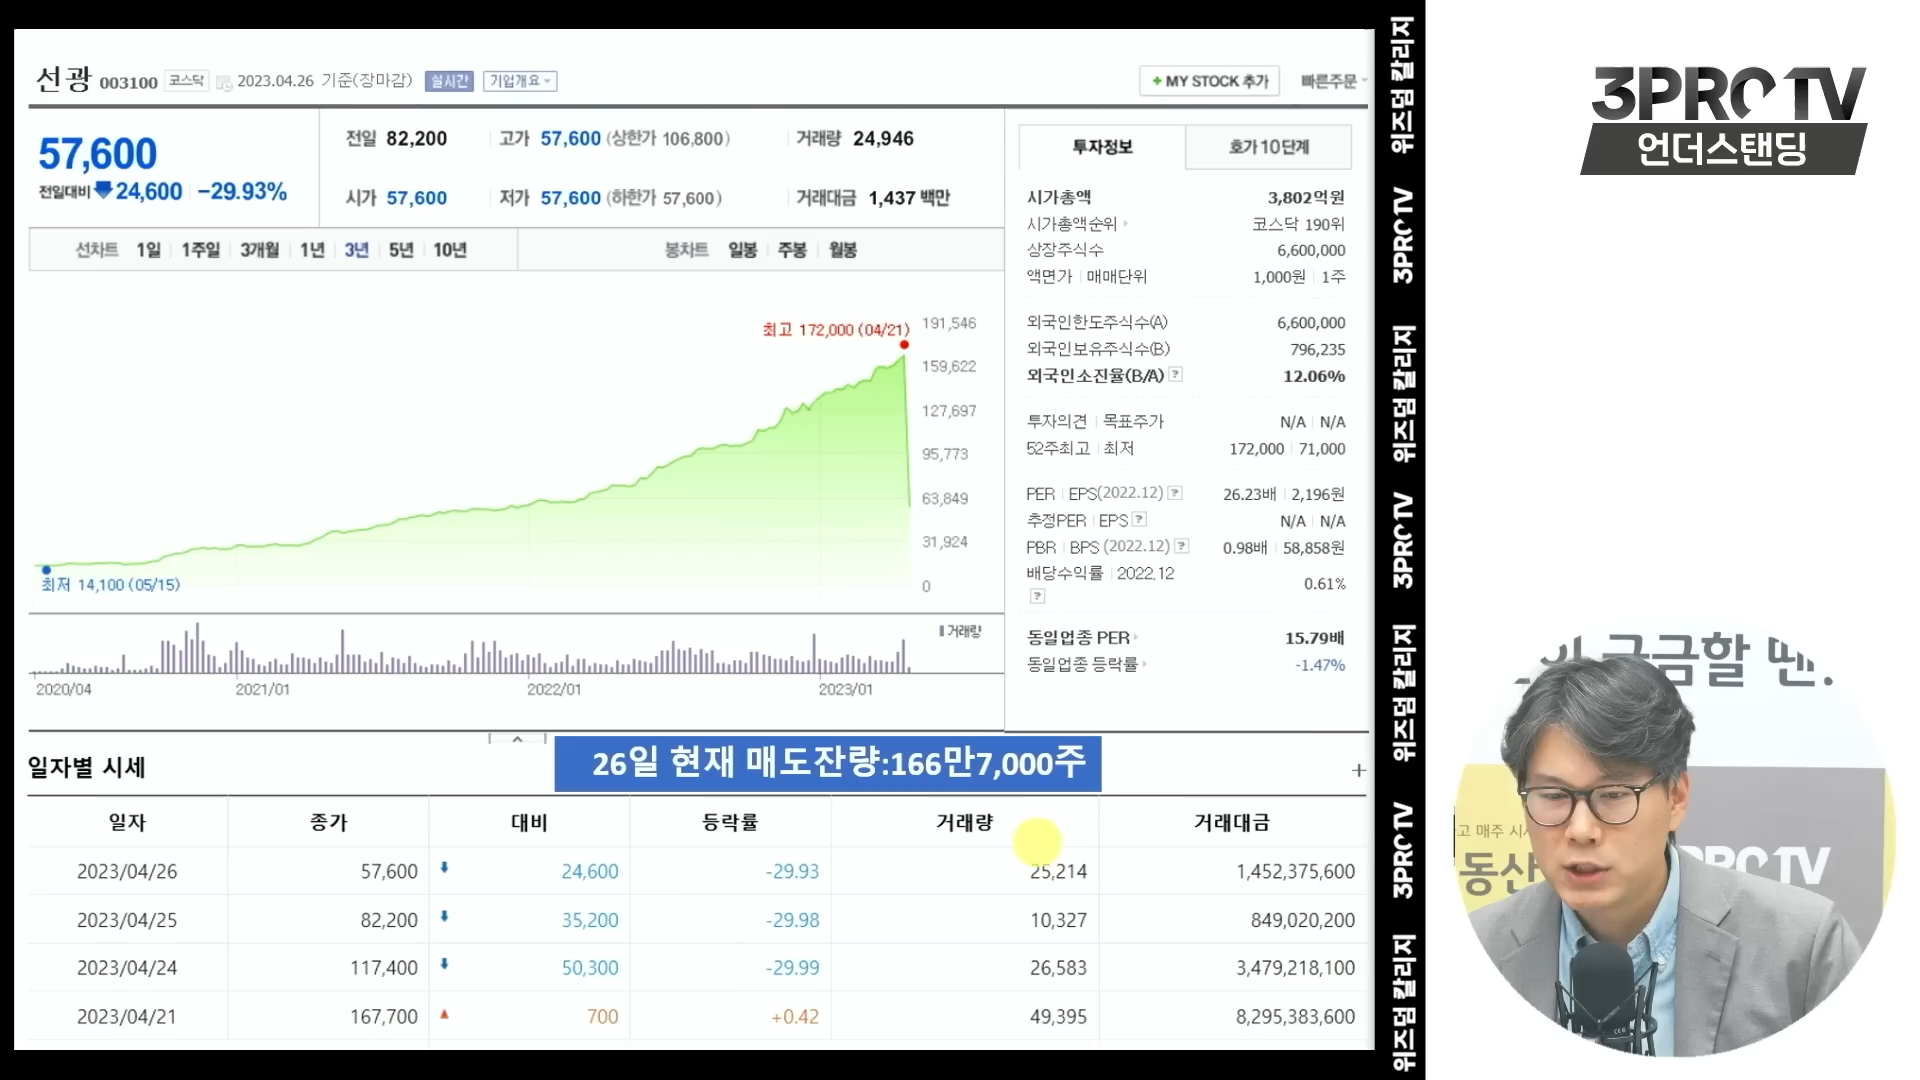 선광 003100 코스닥 2023.04.26 기준(장마감) 실시간 기업개요
+ MY STOCK 추가 빠른주문
57,600
전일대비 24,600 -29.93%
전일 82,200 고가 57,600 (상한가 106,800) 거래량 24,946
시가 57,600 저가 57,600 (하한가 57,600) 거래대금 1,437 백만
선차트 1일 1주일 3개월 1년 3년 5년 10년 봉차트 일봉 주봉 월봉
최고 172,000 (04/21)
191,546
159,622
127,697
95,773
63,849
31,924
0
최저 14,100 (05/15)
거래량
2020/04 2021/01 2022/01 2023/01
투자정보 호가 10단계
시가총액 3,802억원
시가총액순위 코스닥 190위
상장주식수 6,600,000
액면가 매매단위 1,000원 1주
외국인한도주식수(A) 6,600,000
외국인보유주식수(B) 796,235
외국인소진율(B/A) ? 12.06%
투자의견 목표주가 N/A N/A
52주최고 최저 172,000 71,000
PER EPS(2022.12) ? 26.23배 2,196원
추정PER EPS ? N/A N/A
PBR BPS (2022.12) ? 0.98배 58,858원
배당수익률 2022.12 0.61%
?
동일업종 PER 15.79배
동일업종 등락률 -1.47%
26일 현재 매도잔량:166만7,000주
일자별 시세 +
일자 종가 대비 등락률 거래량 거래대금
2023/04/26 57,600 24,600 -29.93 25,214 1,452,375,600
2023/04/25 82,200 35,200 -29.98 10,327 849,020,200
2023/04/24 117,400 50,300 -29.99 26,583 3,479,218,100
2023/04/21 167,700 700 +0.42 49,395 8,295,383,600
위즈덤 칼리지
3PROTV
위즈덤 칼리지
3PROTV
위즈덤 칼리지
3PROTV
위즈덤 칼리지
3PROTV
언더스탠딩
궁금할 땐.
고 매주 시
동산
PROTV